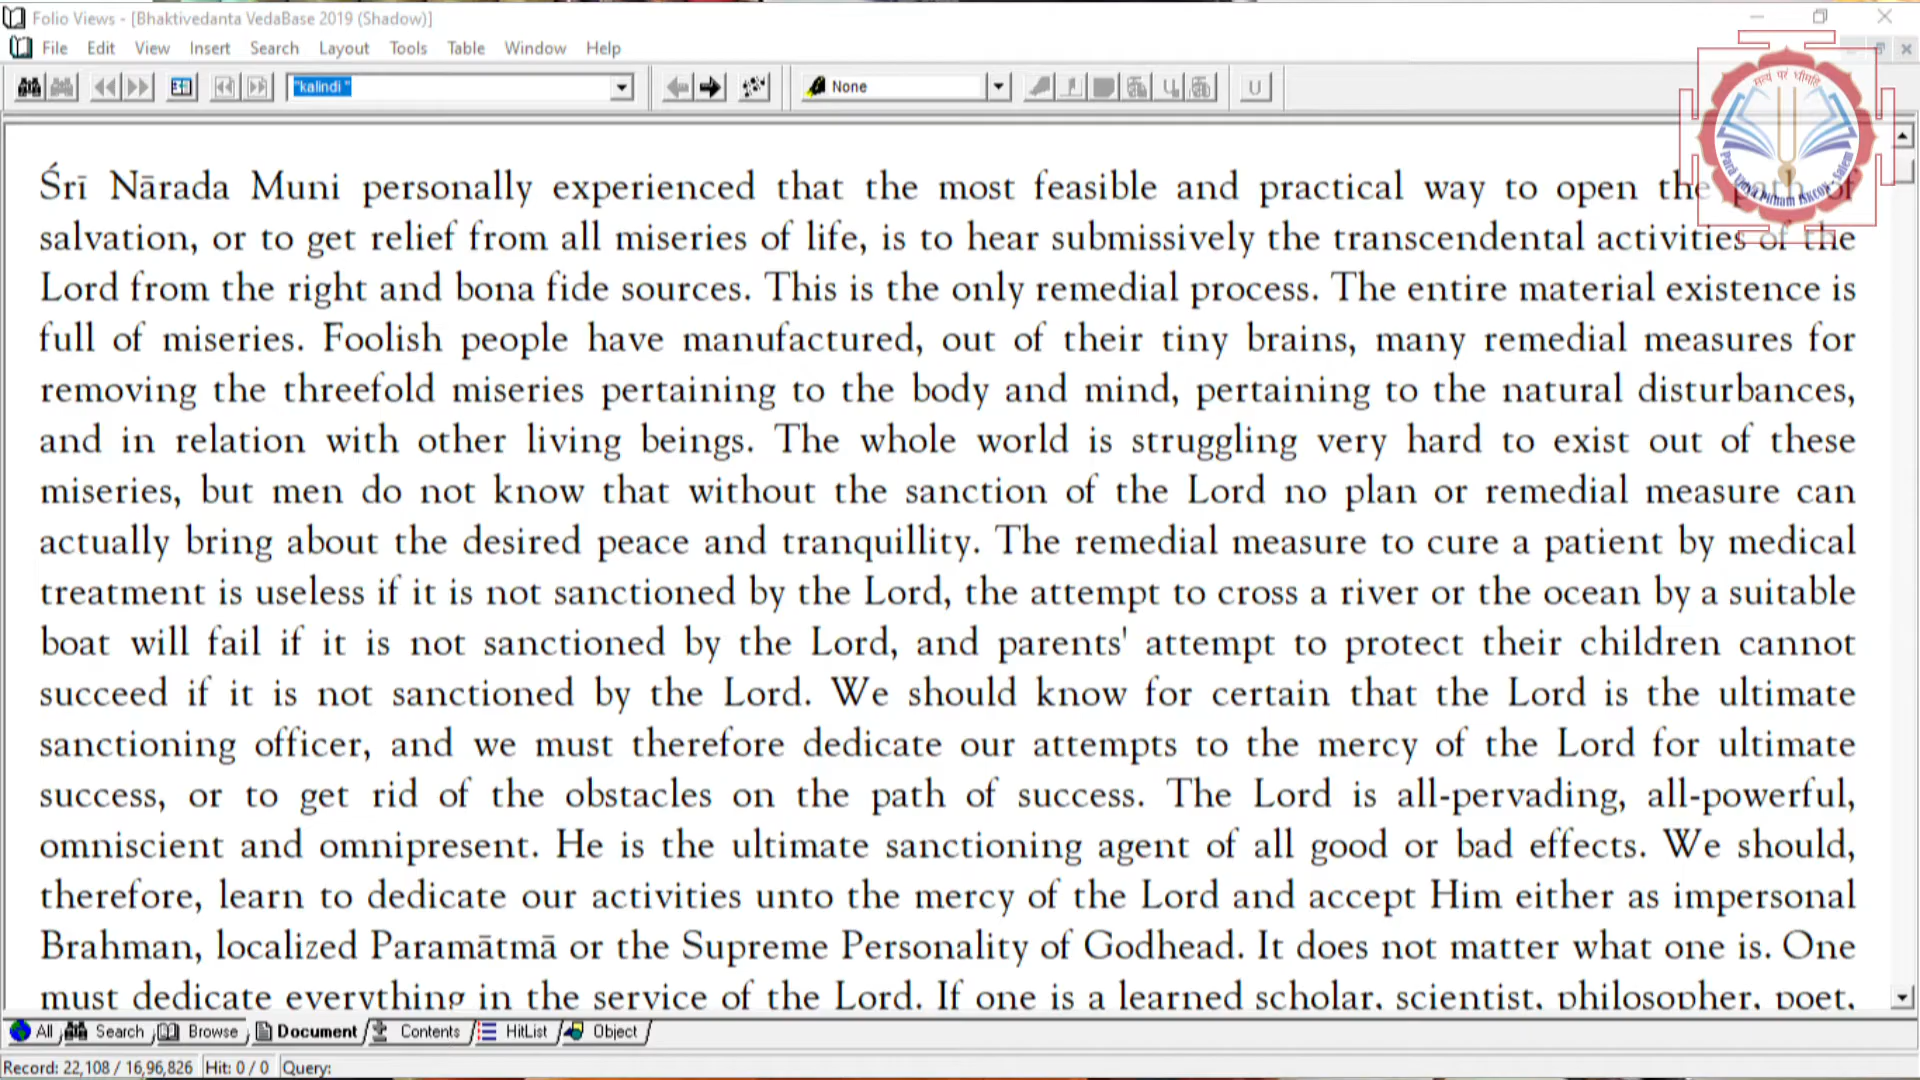 Folio Views - [Bhaktivedanta VedaBase 2019 (Shadow)]
File Edit View Insert Search Layout Tools Table Window Help
"kalindi " None U
सत्यं परं धीमहि
Para Vidya Pitham ISKCON - Salem
Śrī Nārada Muni personally experienced that the most feasible and practical way to open the path of
salvation, or to get relief from all miseries of life, is to hear submissively the transcendental activities of the
Lord from the right and bona fide sources. This is the only remedial process. The entire material existence is
full of miseries. Foolish people have manufactured, out of their tiny brains, many remedial measures for
removing the threefold miseries pertaining to the body and mind, pertaining to the natural disturbances,
and in relation with other living beings. The whole world is struggling very hard to exist out of these
miseries, but men do not know that without the sanction of the Lord no plan or remedial measure can
actually bring about the desired peace and tranquillity. The remedial measure to cure a patient by medical
treatment is useless if it is not sanctioned by the Lord, the attempt to cross a river or the ocean by a suitable
boat will fail if it is not sanctioned by the Lord, and parents' attempt to protect their children cannot
succeed if it is not sanctioned by the Lord. We should know for certain that the Lord is the ultimate
sanctioning officer, and we must therefore dedicate our attempts to the mercy of the Lord for ultimate
success, or to get rid of the obstacles on the path of success. The Lord is all-pervading, all-powerful,
omniscient and omnipresent. He is the ultimate sanctioning agent of all good or bad effects. We should,
therefore, learn to dedicate our activities unto the mercy of the Lord and accept Him either as impersonal
Brahman, localized Paramātmā or the Supreme Personality of Godhead. It does not matter what one is. One
must dedicate everything in the service of the Lord. If one is a learned scholar, scientist, philosopher, poet,
All Search Browse Document Contents HitList Object
Record: 22,108 / 16,96,826 Hit: 0 / 0 Query: